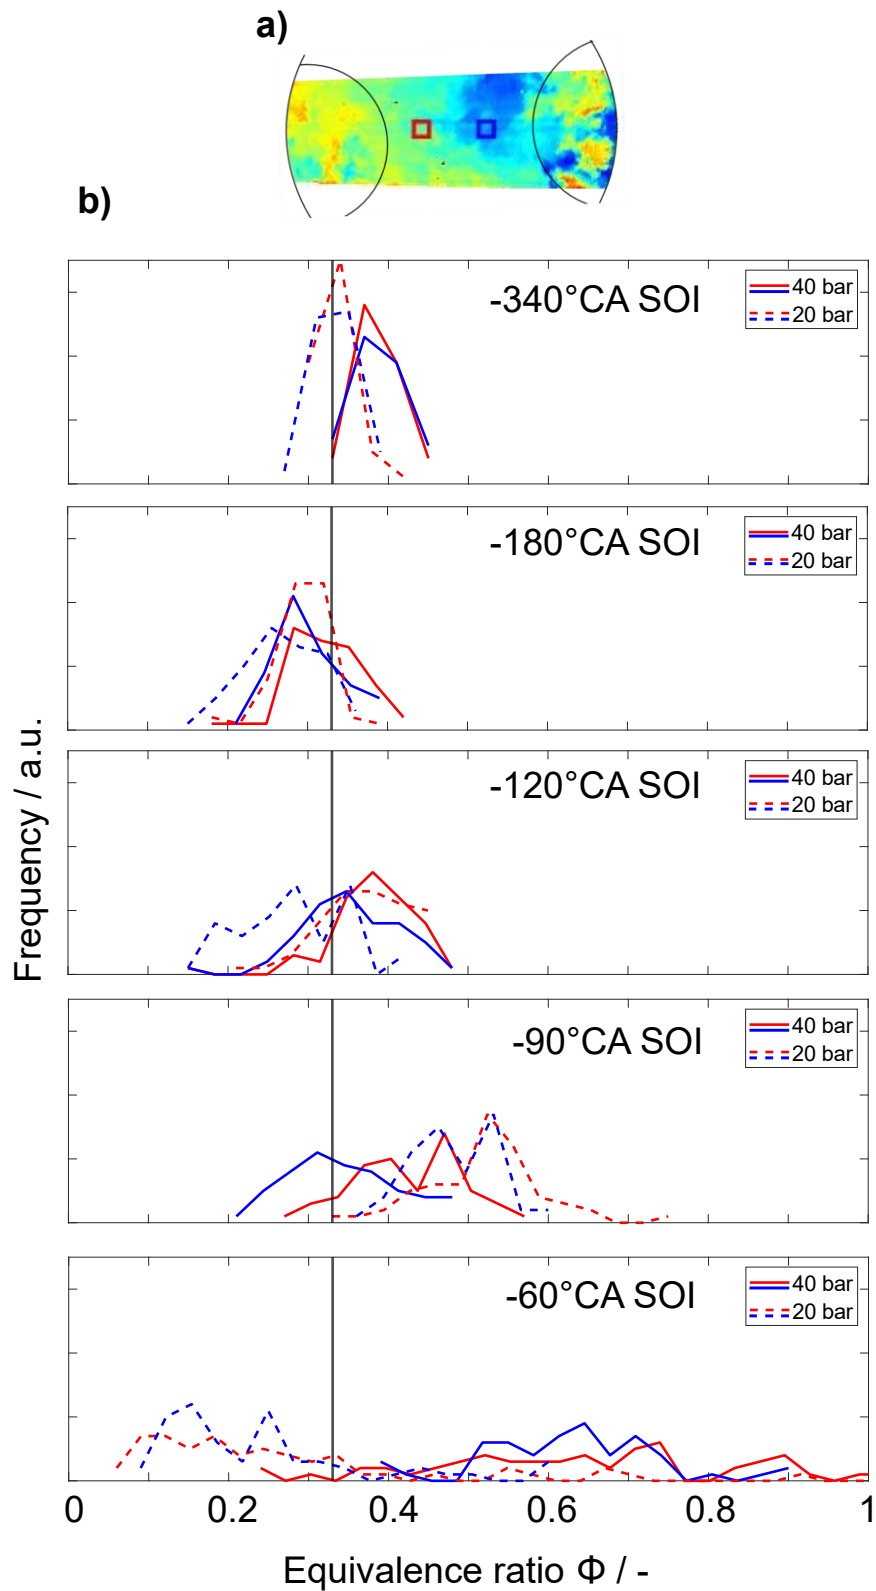 a)
b)
-340°CA SOI
40 bar
20 bar
-180°CA SOI
40 bar
20 bar
-120°CA SOI
40 bar
20 bar
-90°CA SOI
40 bar
20 bar
-60°CA SOI
40 bar
20 bar
Frequency / a.u.
0 0.2 0.4 0.6 0.8 1
Equivalence ratio Φ / -